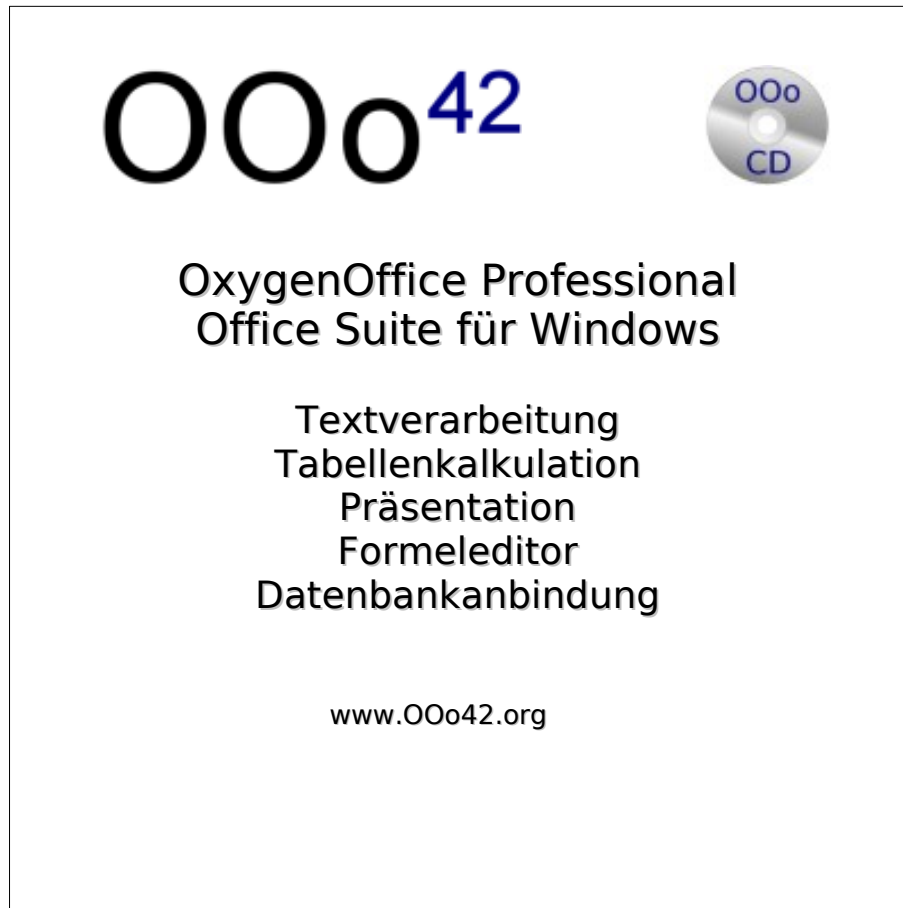 OOo42
OOo
CD
OxygenOffice Professional
Office Suite für Windows
Textverarbeitung
Tabellenkalkulation
Präsentation
Formeleditor
Datenbankanbindung
www.OOo42.org